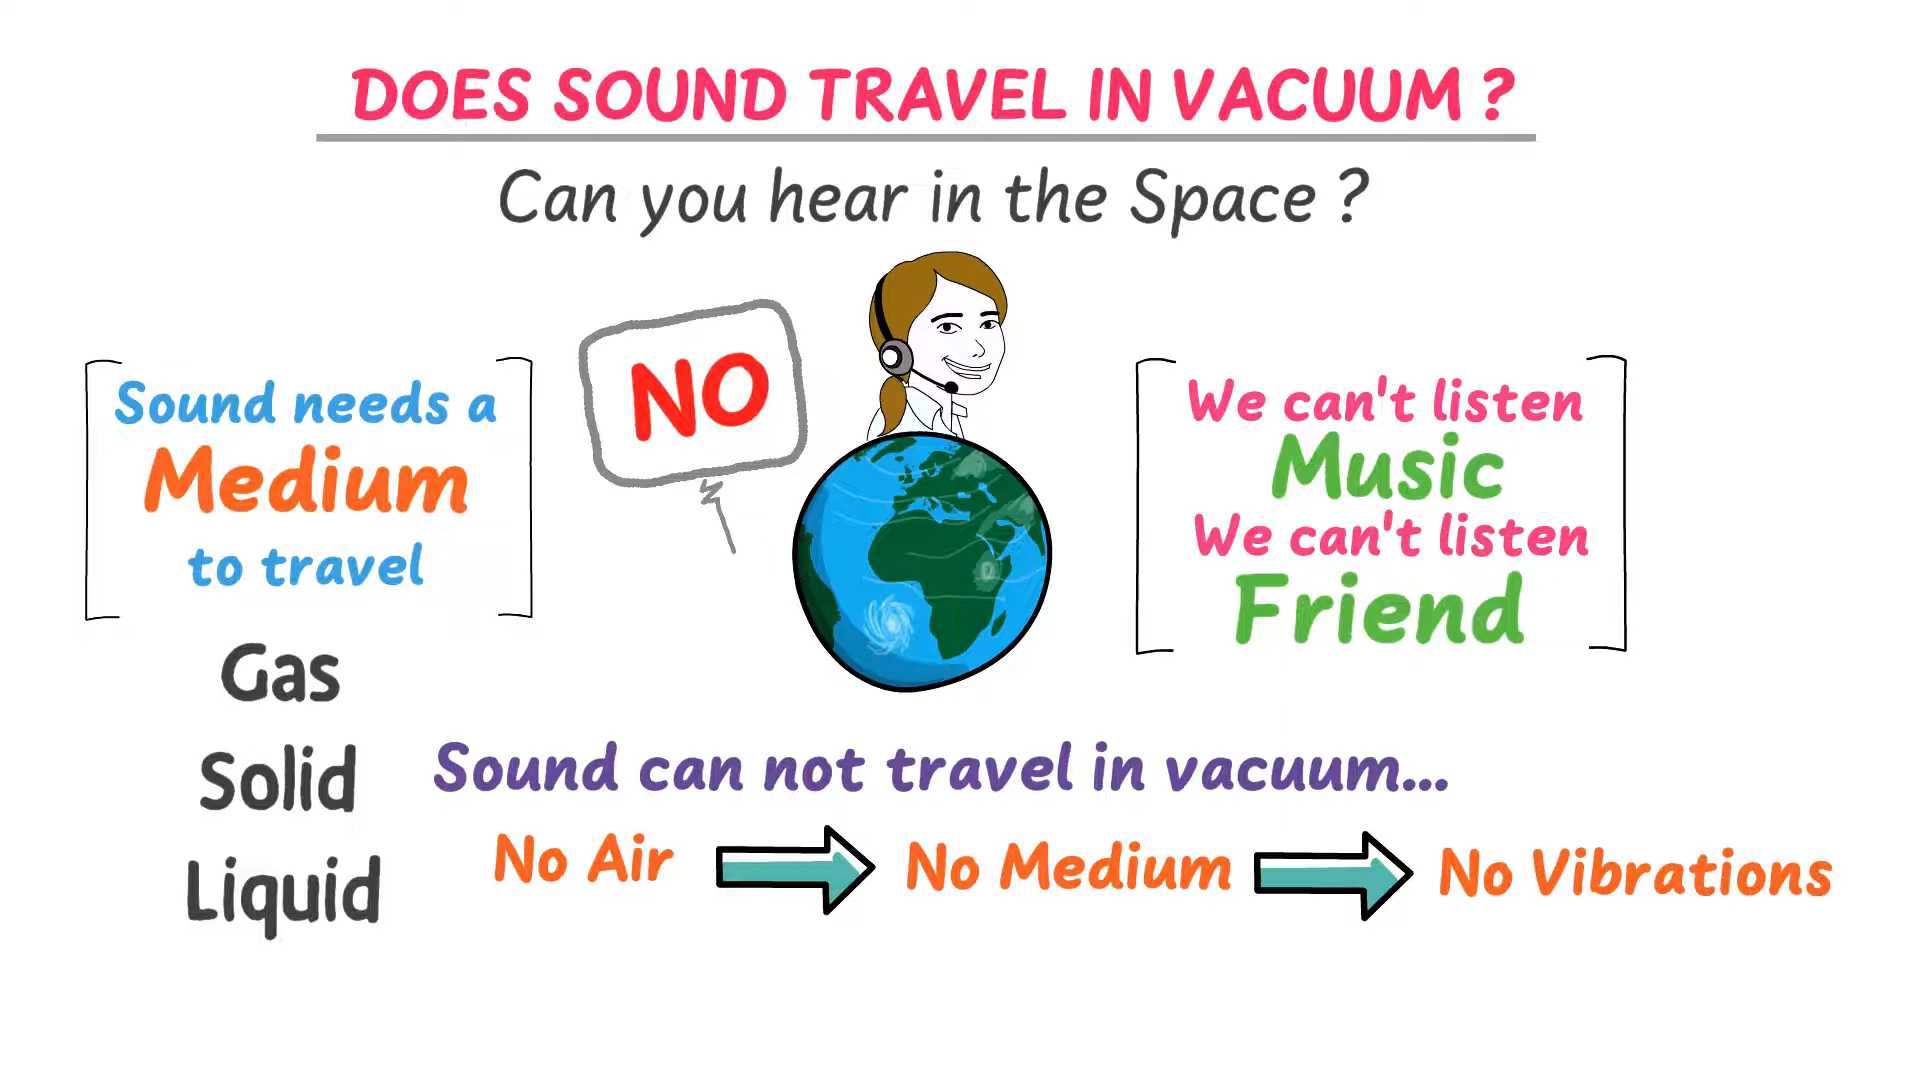 DOES SOUND TRAVEL IN VACUUM ?
Can you hear in the Space ?
NO
Sound needs a
Medium
to travel
We can't listen
Music
We can't listen
Friend
Gas
Solid
Liquid
Sound can not travel in vacuum...
No Air
No Medium
No Vibrations